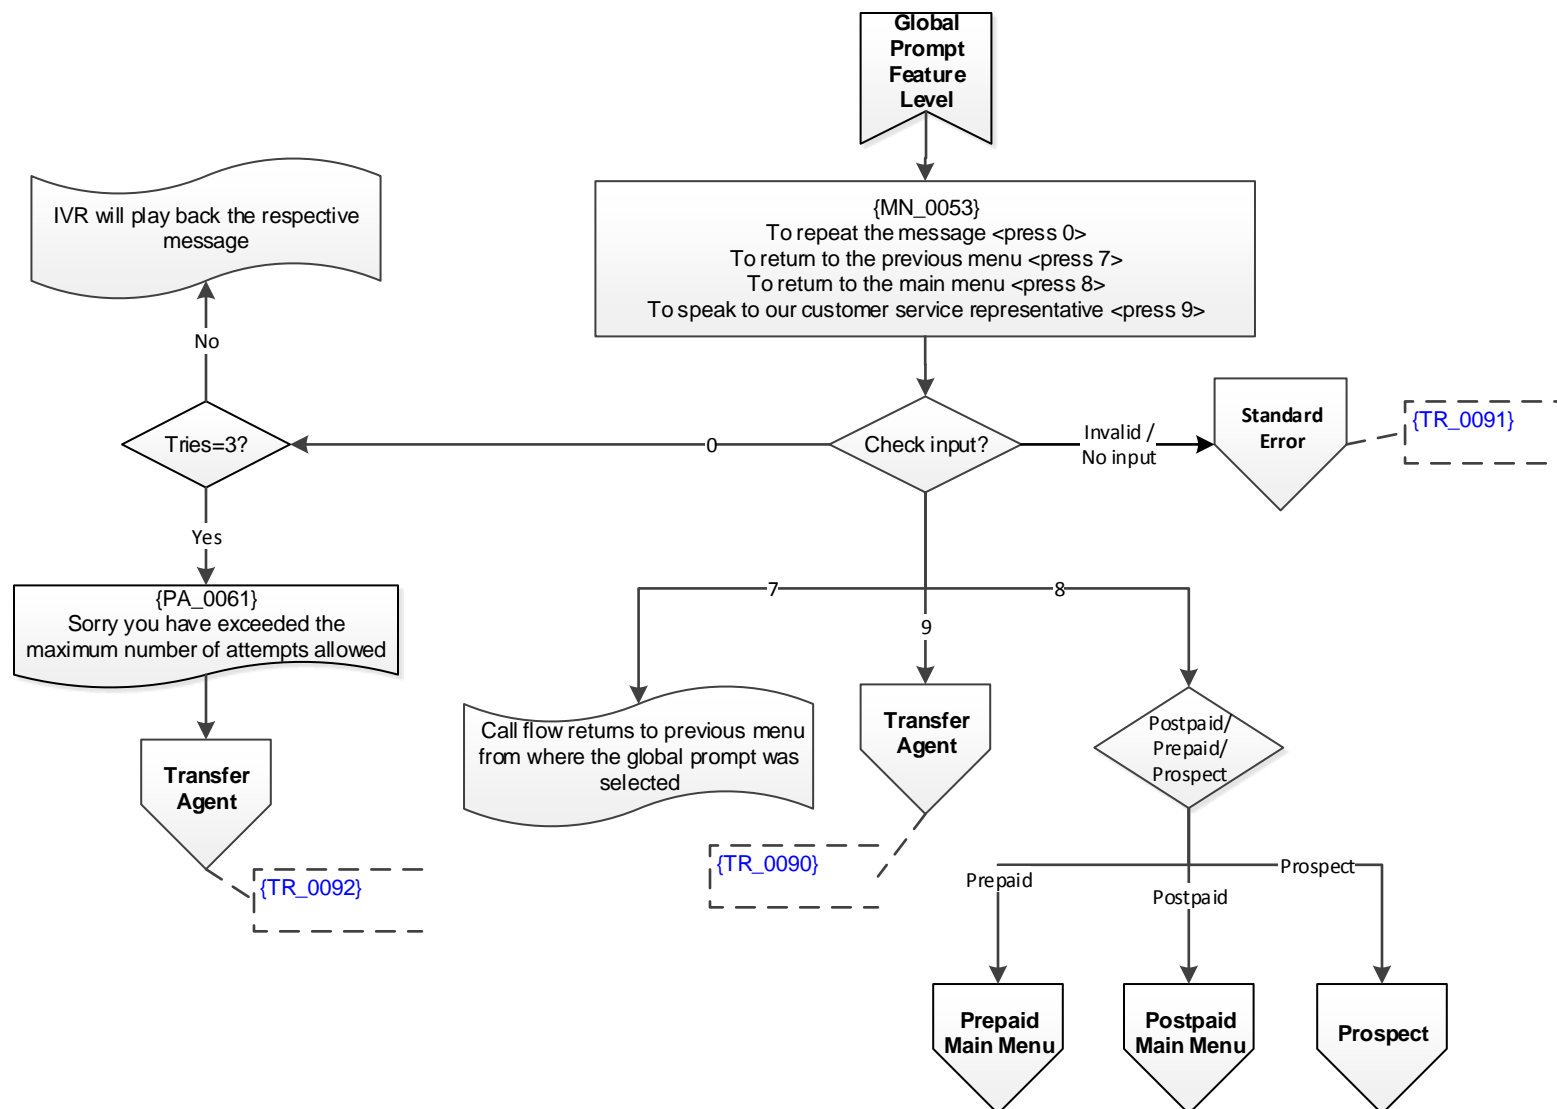 Global
Prompt
Feature
Level
IVR will play back the respective
message
{MN_0053}
To repeat the message <press 0>
To return to the previous menu <press 7>
To return to the main menu <press 8>
To speak to our customer service representative <press 9>
No
Tries=3?
0
Check input?
Invalid /
No input
Standard
Error
{TR_0091}
Yes
{PA_0061}
Sorry you have exceeded the
maximum number of attempts allowed
7
8
9
Transfer
Agent
{TR_0092}
Call flow returns to previous menu
from where the global prompt was
selected
Transfer
Agent
{TR_0090}
Postpaid/
Prepaid/
Prospect
Prepaid
Postpaid
Prospect
Prepaid
Main Menu
Postpaid
Main Menu
Prospect